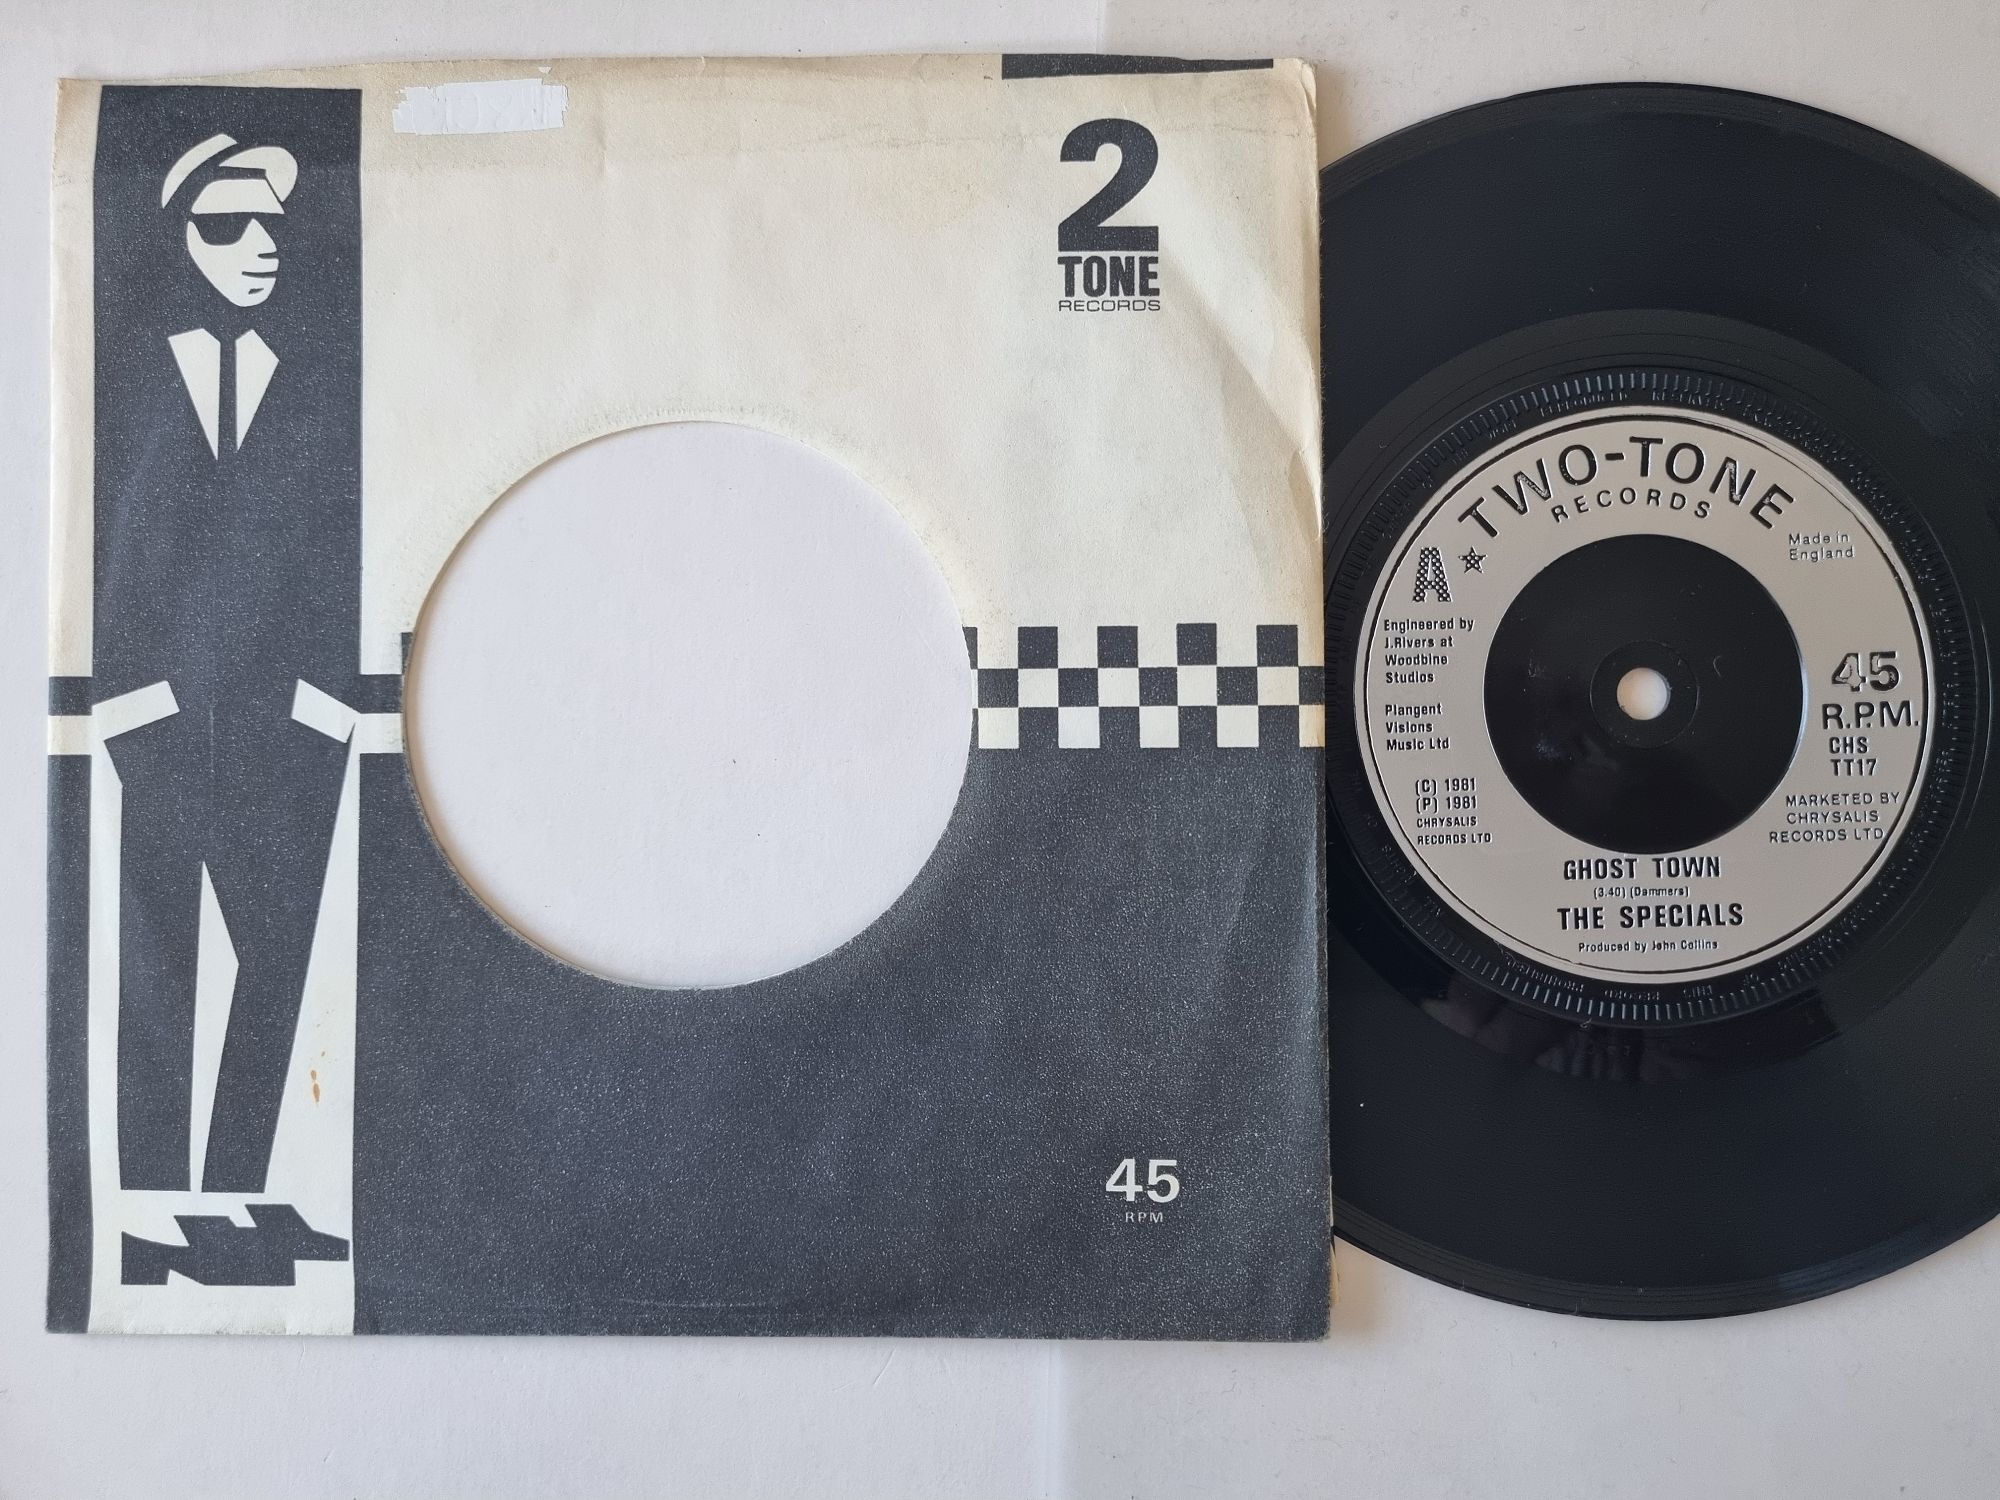 2
TONE
RECORDS
45
RPM
TWO-TONE
RECORDS
Made in
England
A
Engineered by
J.Rivers at
Woodbine
Studios
Plangent
Visions
Music Ltd
(C) 1981
(P) 1981
CHRYSALIS
RECORDS LTD
45
R.P.M.
CHS
TT17
MARKETED BY
CHRYSALIS
RECORDS LTD
GHOST TOWN
(3.40) (Dammers)
THE SPECIALS
Produced by John Collins